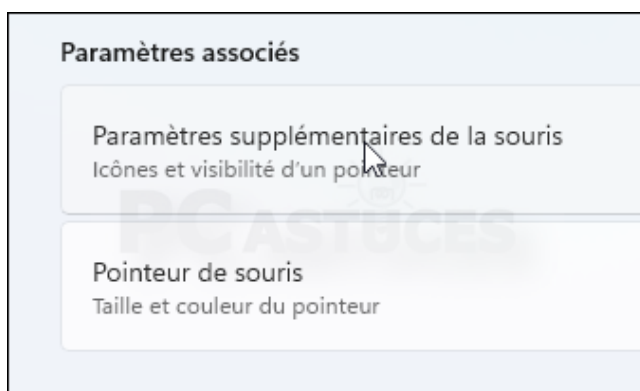 Paramètres associés
Paramètres supplémentaires de la souris
Icônes et visibilité d’un pointeur
PC ASTUCES
Pointeur de souris
Taille et couleur du pointeur